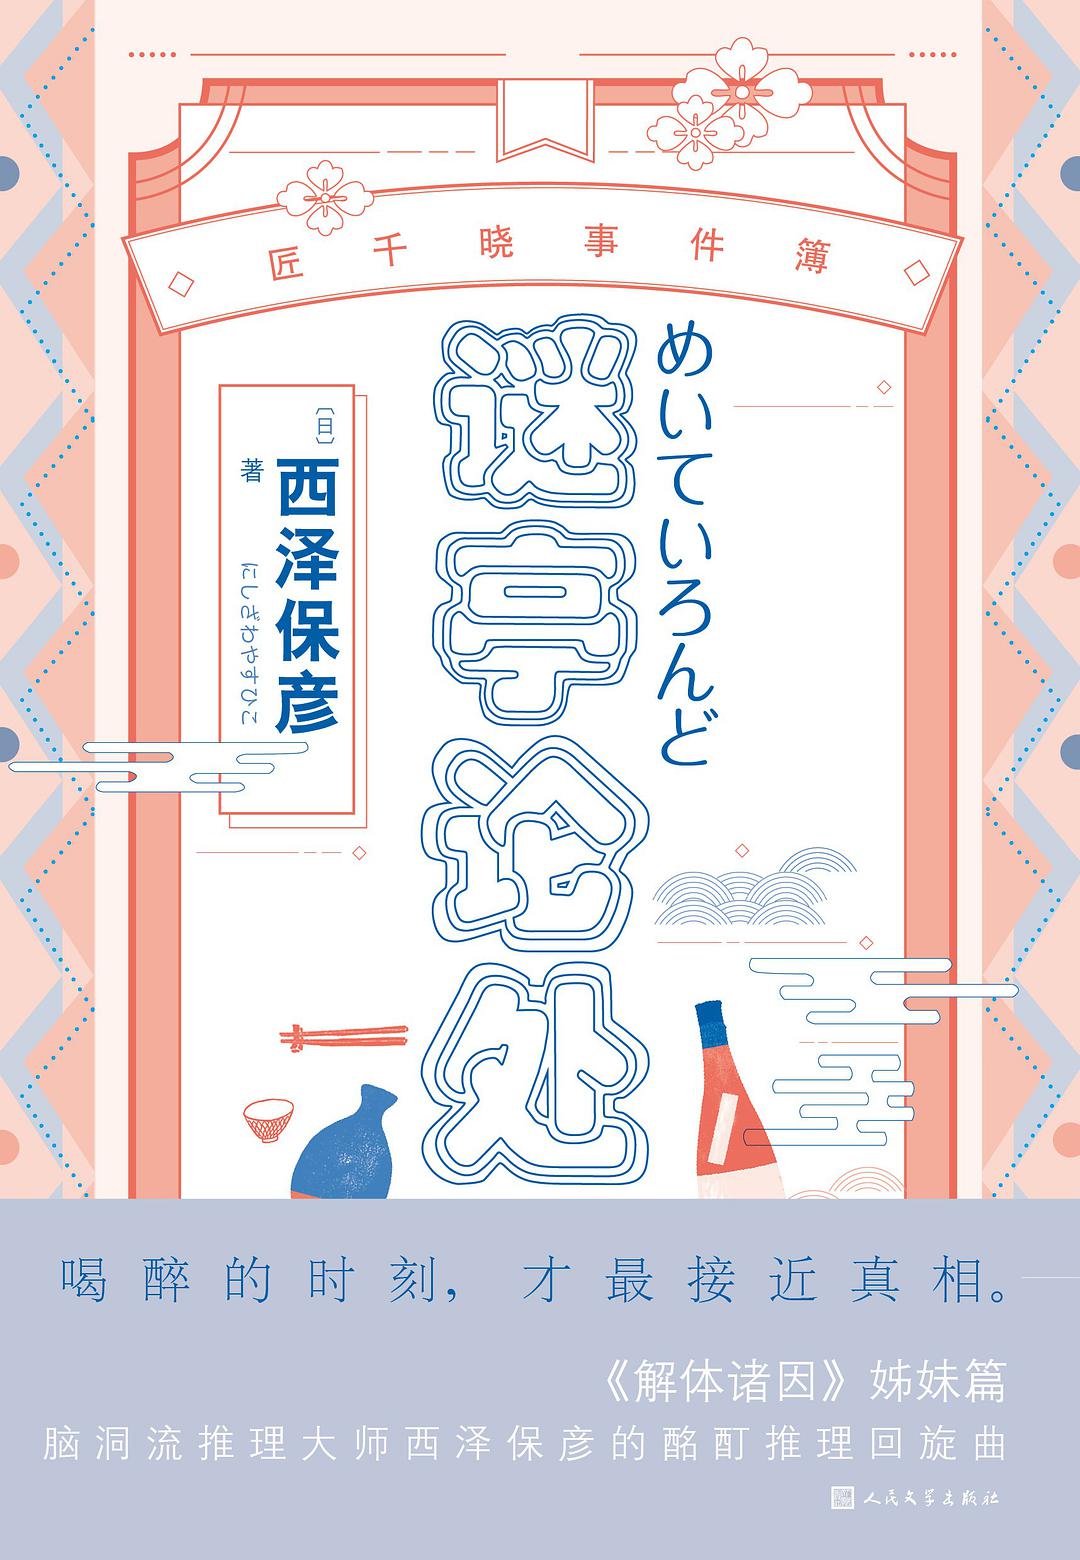 匠千晓事件簿
めいていろんど
谜亭论处
〔日〕
西泽保彦
著
にしざわやすひこ
喝醉的时刻，才最接近真相。
《解体诸因》姊妹篇
脑洞流推理大师西泽保彦的酩酊推理回旋曲
人民文学出版社